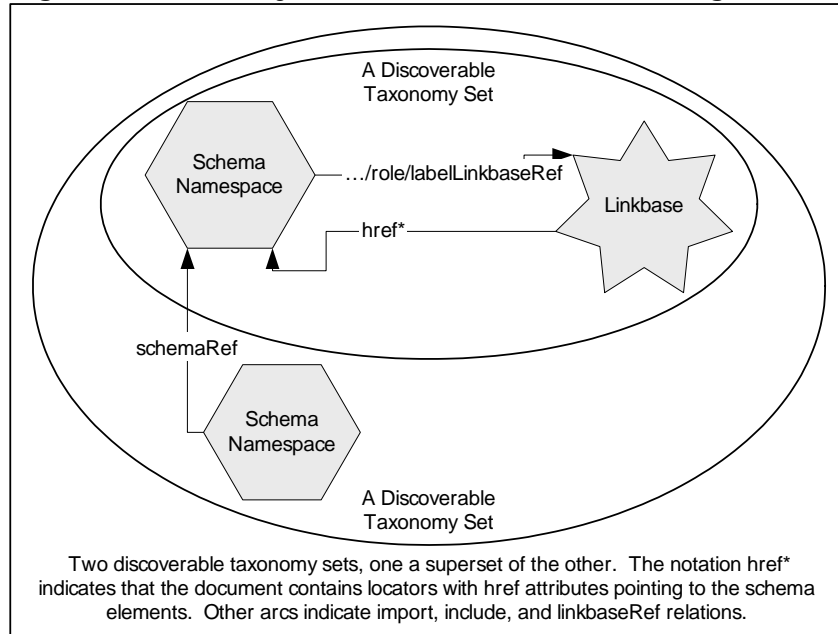 A Discoverable
Taxonomy Set
Schema
Namespace
…/role/labelLinkbaseRef
Linkbase
href*
schemaRef
Schema
Namespace
A Discoverable
Taxonomy Set
Two discoverable taxonomy sets, one a superset of the other. The notation href*
indicates that the document contains locators with href attributes pointing to the schema
elements. Other arcs indicate import, include, and linkbaseRef relations.